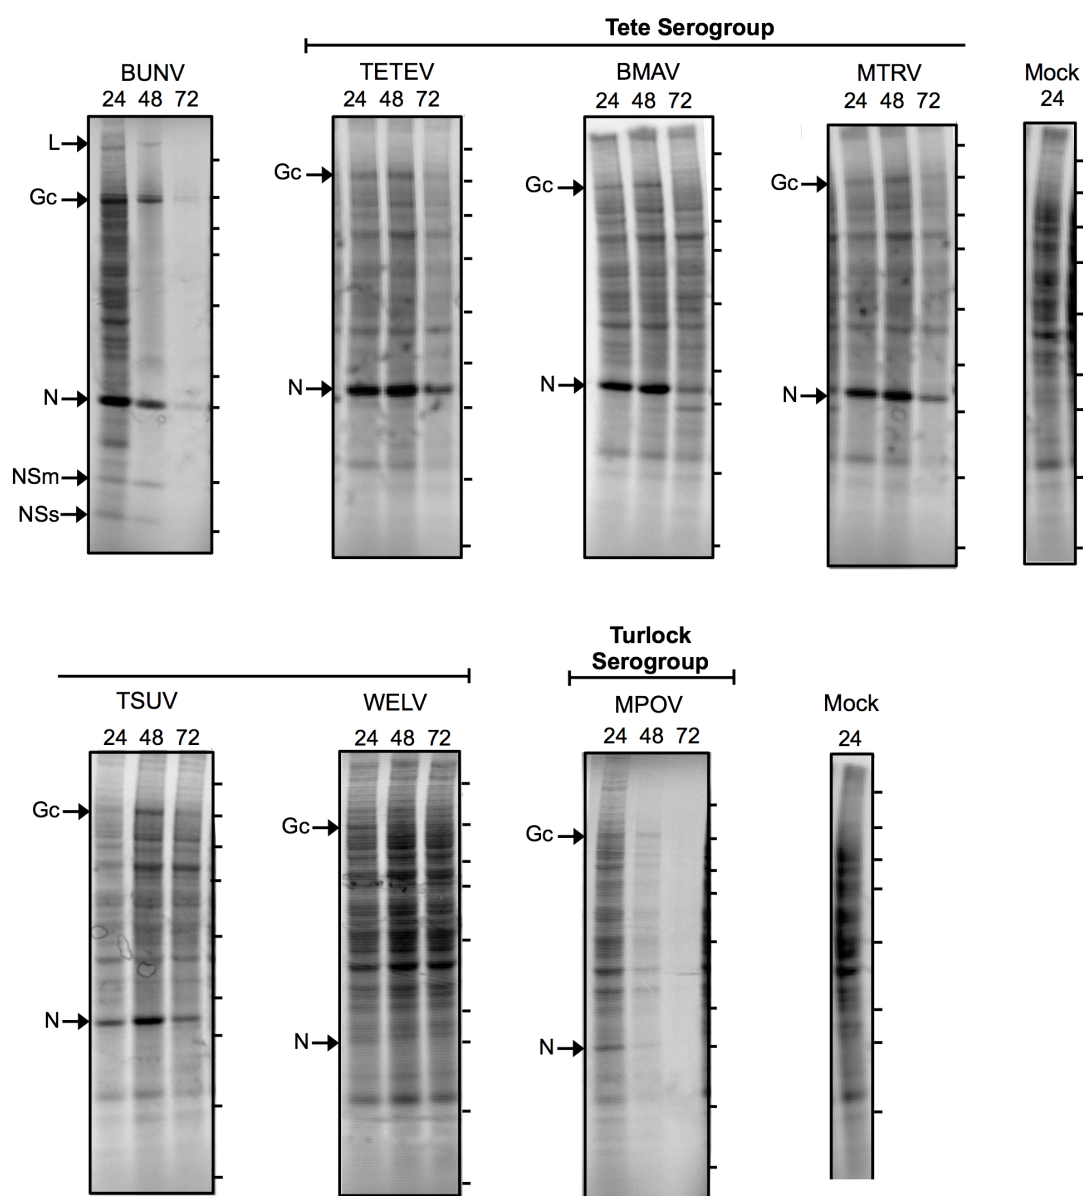 Tete Serogroup
BUNV
TETEV
BMAV
MTRV
Mock
24 48 72
24 48 72
24 48 72
24 48 72
24
L
Gc
N
NSm
NSs
Gc
N
Gc
N
Gc
N
Turlock
Serogroup
TSUV
WELV
MPOV
Mock
24 48 72
24 48 72
24 48 72
24
Gc
N
Gc
N
Gc
N